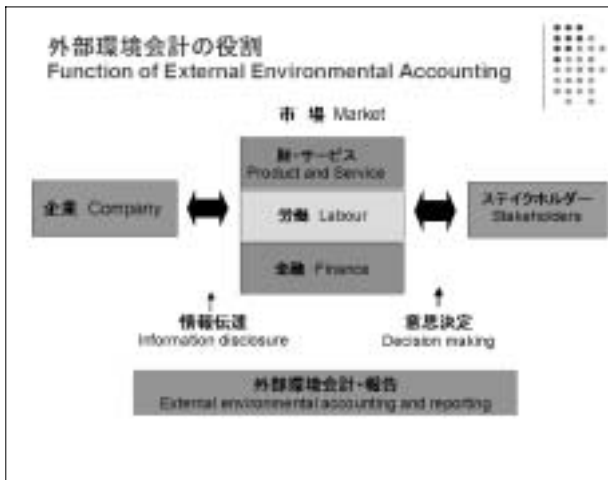 外部環境会計の役割
Function of External Environmental Accounting
市 場 Market
財・サービス
Product and Service
企業 Company
労働 Labour
ステイクホルダー
Stakeholders
金融 Finance
情報伝達
Information disclosure
意思決定
Decision making
外部環境会計・報告
External environmental accounting and reporting